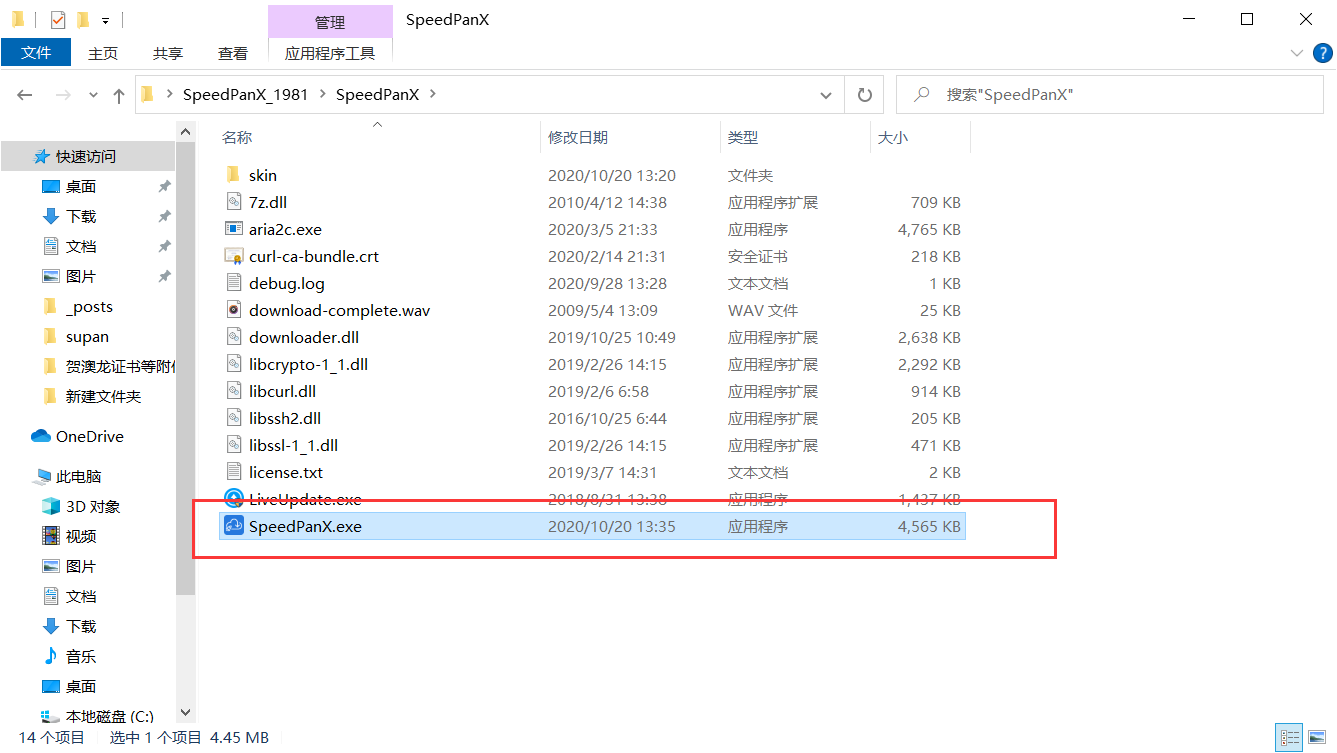 管理 SpeedPanX
文件 主页 共享 查看 应用程序工具 ?
SpeedPanX_1981 SpeedPanX 搜索"SpeedPanX"
名称 修改日期 类型 大小
快速访问
桌面
下载
文档
图片
_posts
supan
贺澳龙证书等附
新建文件夹
OneDrive
此电脑
3D 对象
视频
图片
文档
下载
音乐
桌面
本地磁盘 (C:)
skin 2020/10/20 13:20 文件夹
7z.dll 2010/4/12 14:38 应用程序扩展 709 KB
aria2c.exe 2020/3/5 21:33 应用程序 4,765 KB
curl-ca-bundle.crt 2020/2/14 21:31 安全证书 218 KB
debug.log 2020/9/28 13:28 文本文档 1 KB
download-complete.wav 2009/5/4 13:09 WAV 文件 25 KB
downloader.dll 2019/10/25 10:49 应用程序扩展 2,638 KB
libcrypto-1_1.dll 2019/2/26 14:15 应用程序扩展 2,292 KB
libcurl.dll 2019/2/6 6:58 应用程序扩展 914 KB
libssh2.dll 2016/10/25 6:44 应用程序扩展 205 KB
libssl-1_1.dll 2019/2/26 14:15 应用程序扩展 471 KB
license.txt 2019/3/7 14:31 文本文档 2 KB
LiveUpdate.exe 2018/8/31 13:38 应用程序 1,437 KB
SpeedPanX.exe 2020/10/20 13:35 应用程序 4,565 KB
14 个项目 选中 1 个项目 4.45 MB